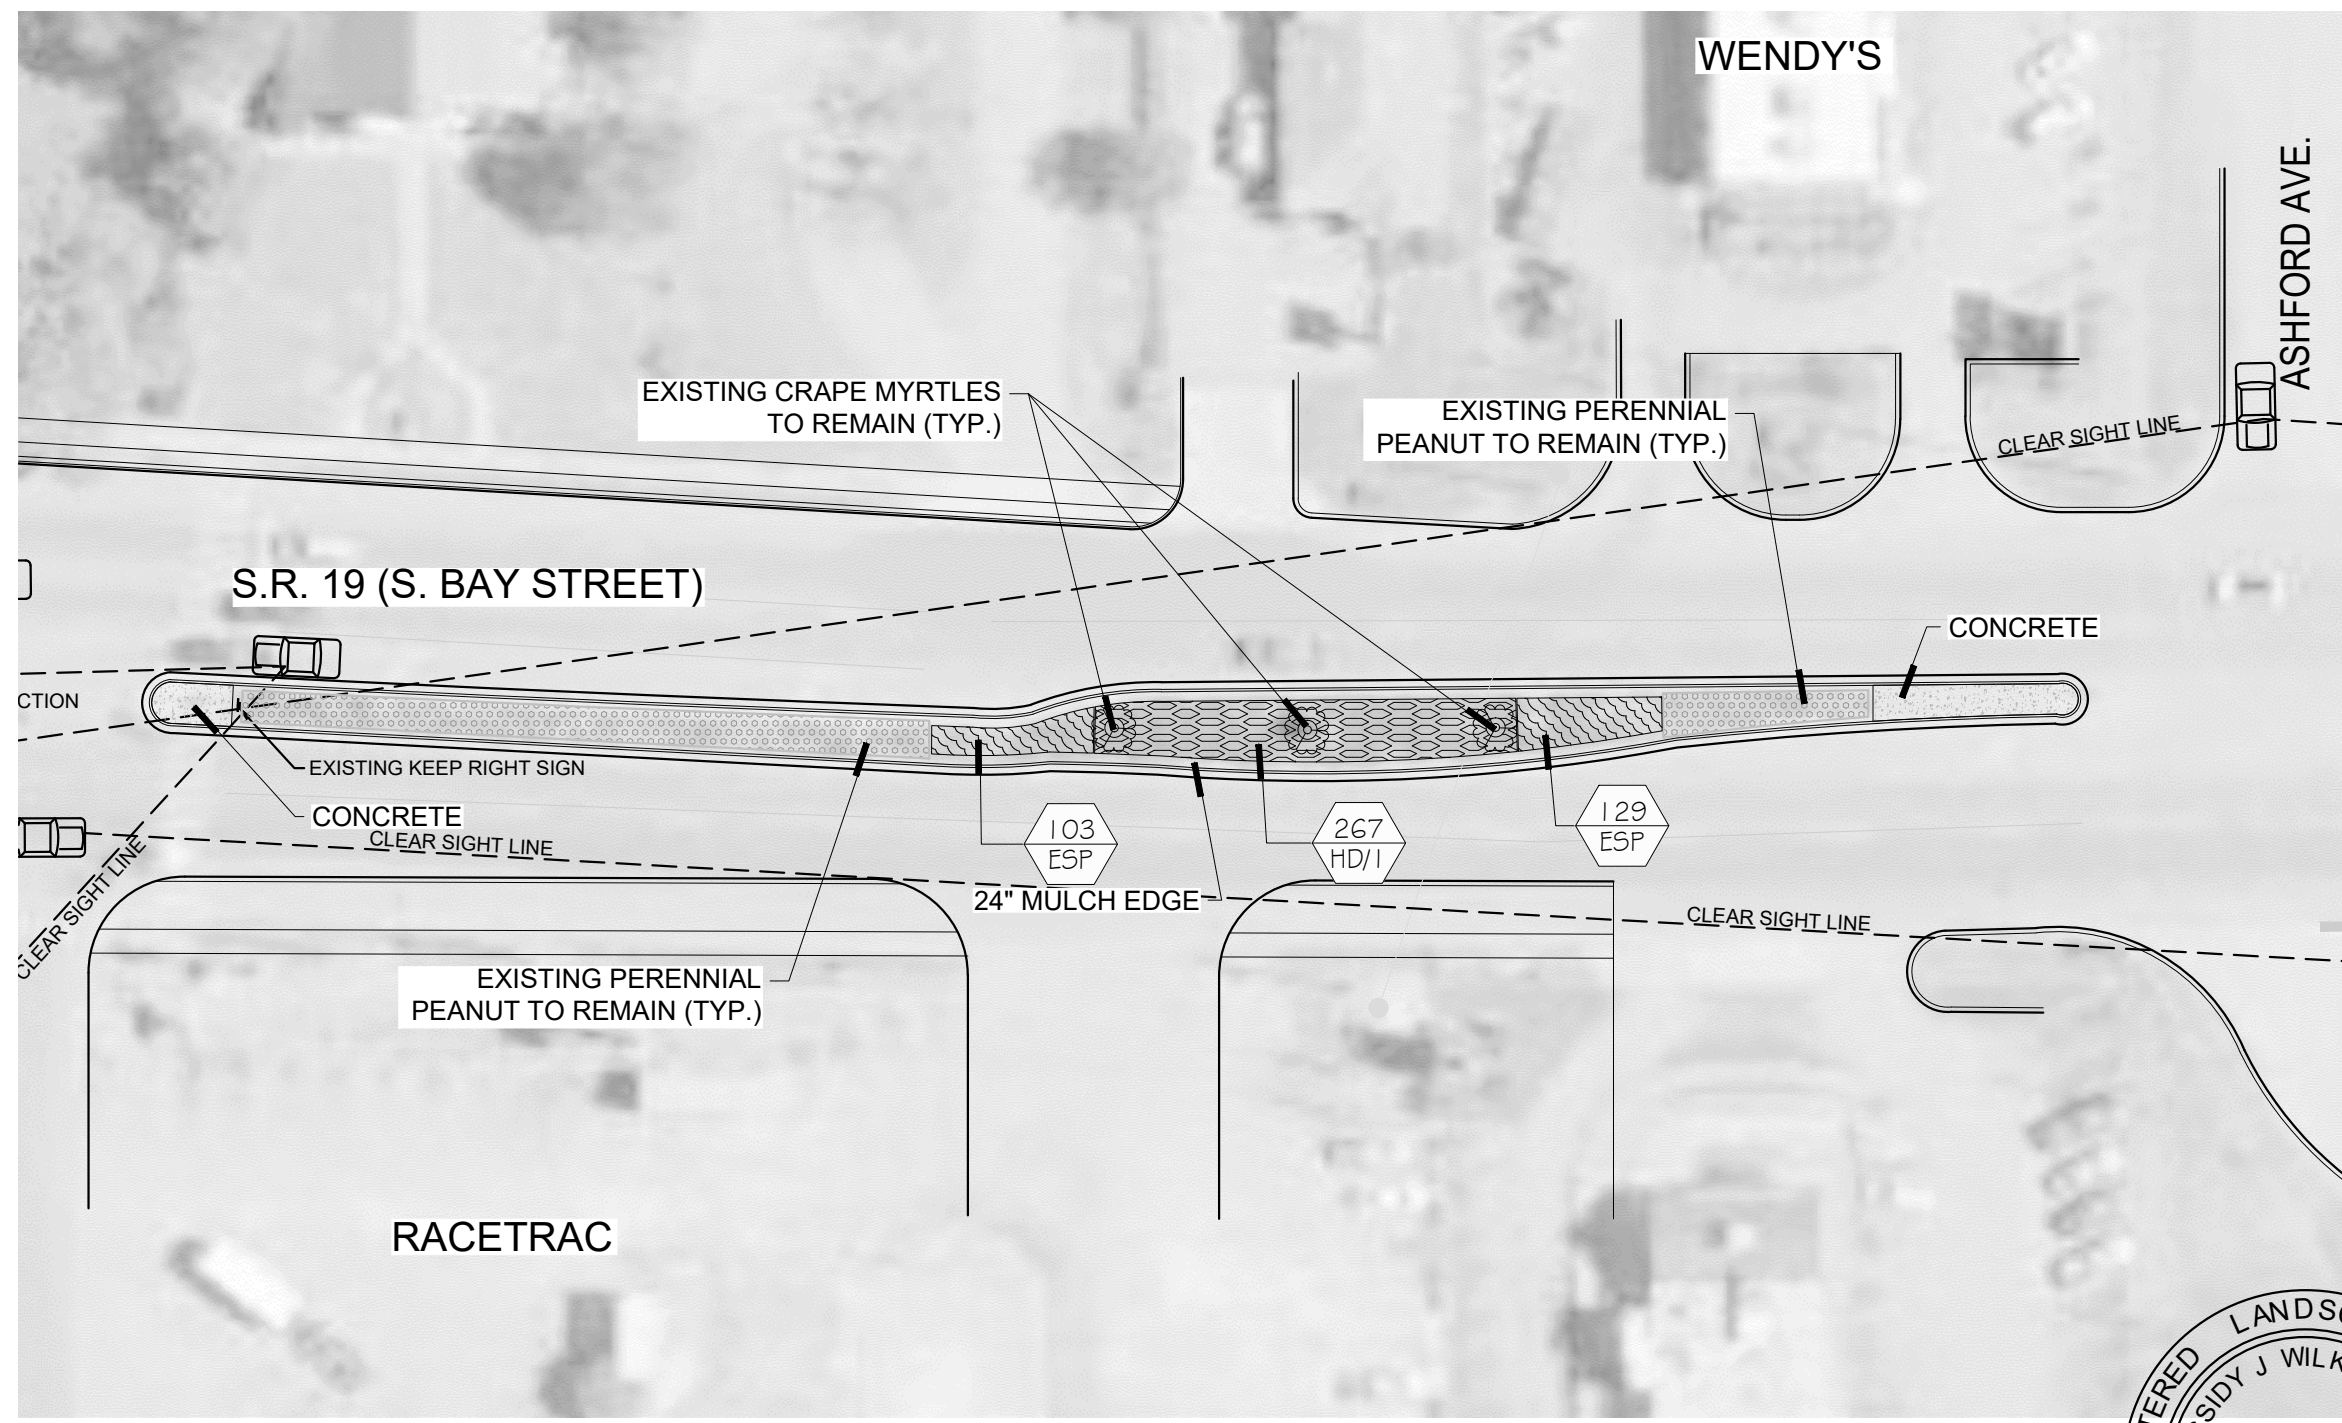 WENDY'S
ASHFORD AVE.
EXISTING CRAPE MYRTLES
TO REMAIN (TYP.)
EXISTING PERENNIAL
PEANUT TO REMAIN (TYP.)
CLEAR SIGHT LINE
S.R. 19 (S. BAY STREET)
CONCRETE
CTION
EXISTING KEEP RIGHT SIGN
CONCRETE
CLEAR SIGHT LINE
CLEAR SIGHT LINE
103
ESP
267
HD/1
129
ESP
24" MULCH EDGE
CLEAR SIGHT LINE
EXISTING PERENNIAL
PEANUT TO REMAIN (TYP.)
RACETRAC
TERED LANDSC
SIDY J WILK